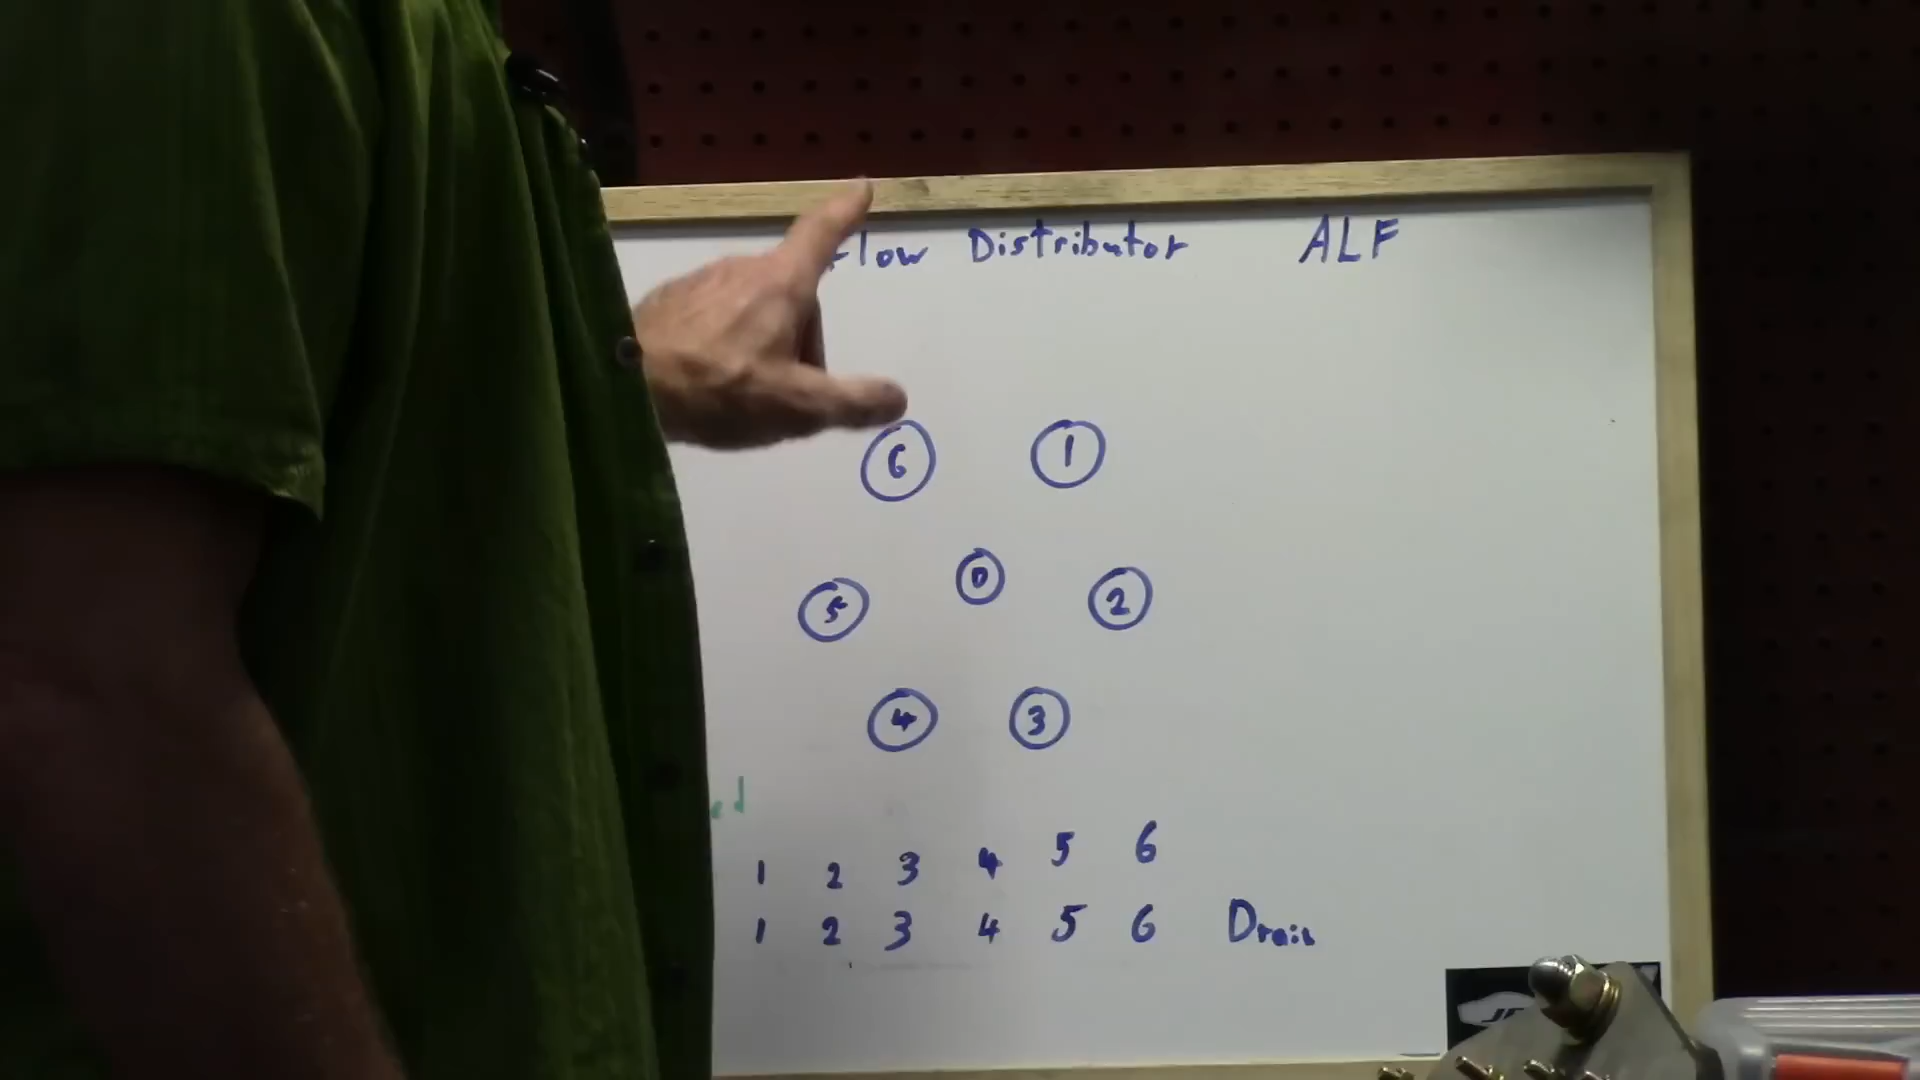 Flow Distributor ALF
6 1
5 0 2
4 3
1 2 3 4 5 6
1 2 3 4 5 6 Drain